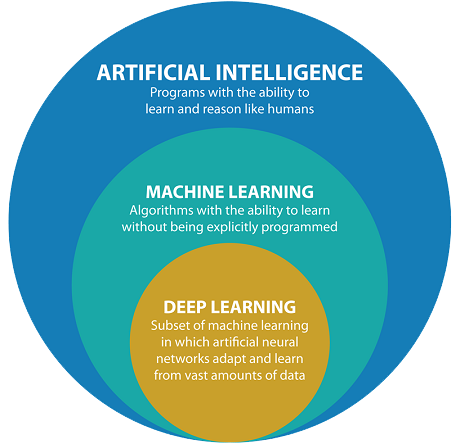 ARTIFICIAL INTELLIGENCE
Programs with the ability to
learn and reason like humans
MACHINE LEARNING
Algorithms with the ability to learn
without being explicitly programmed
DEEP LEARNING
Subset of machine learning
in which artificial neural
networks adapt and learn
from vast amounts of data